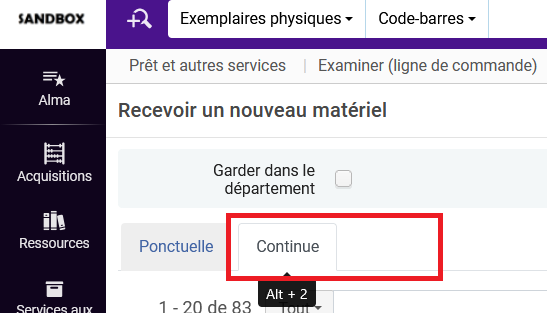 SANDBOX
Exemplaires physiques
Code-barres
Alma
Prêt et autres services
Examiner (ligne de commande)
Recevoir un nouveau matériel
Acquisitions
Garder dans le
département
Ressources
Ponctuelle
Continue
Alt + 2
1 - 20 de 83
Tout
Services aux